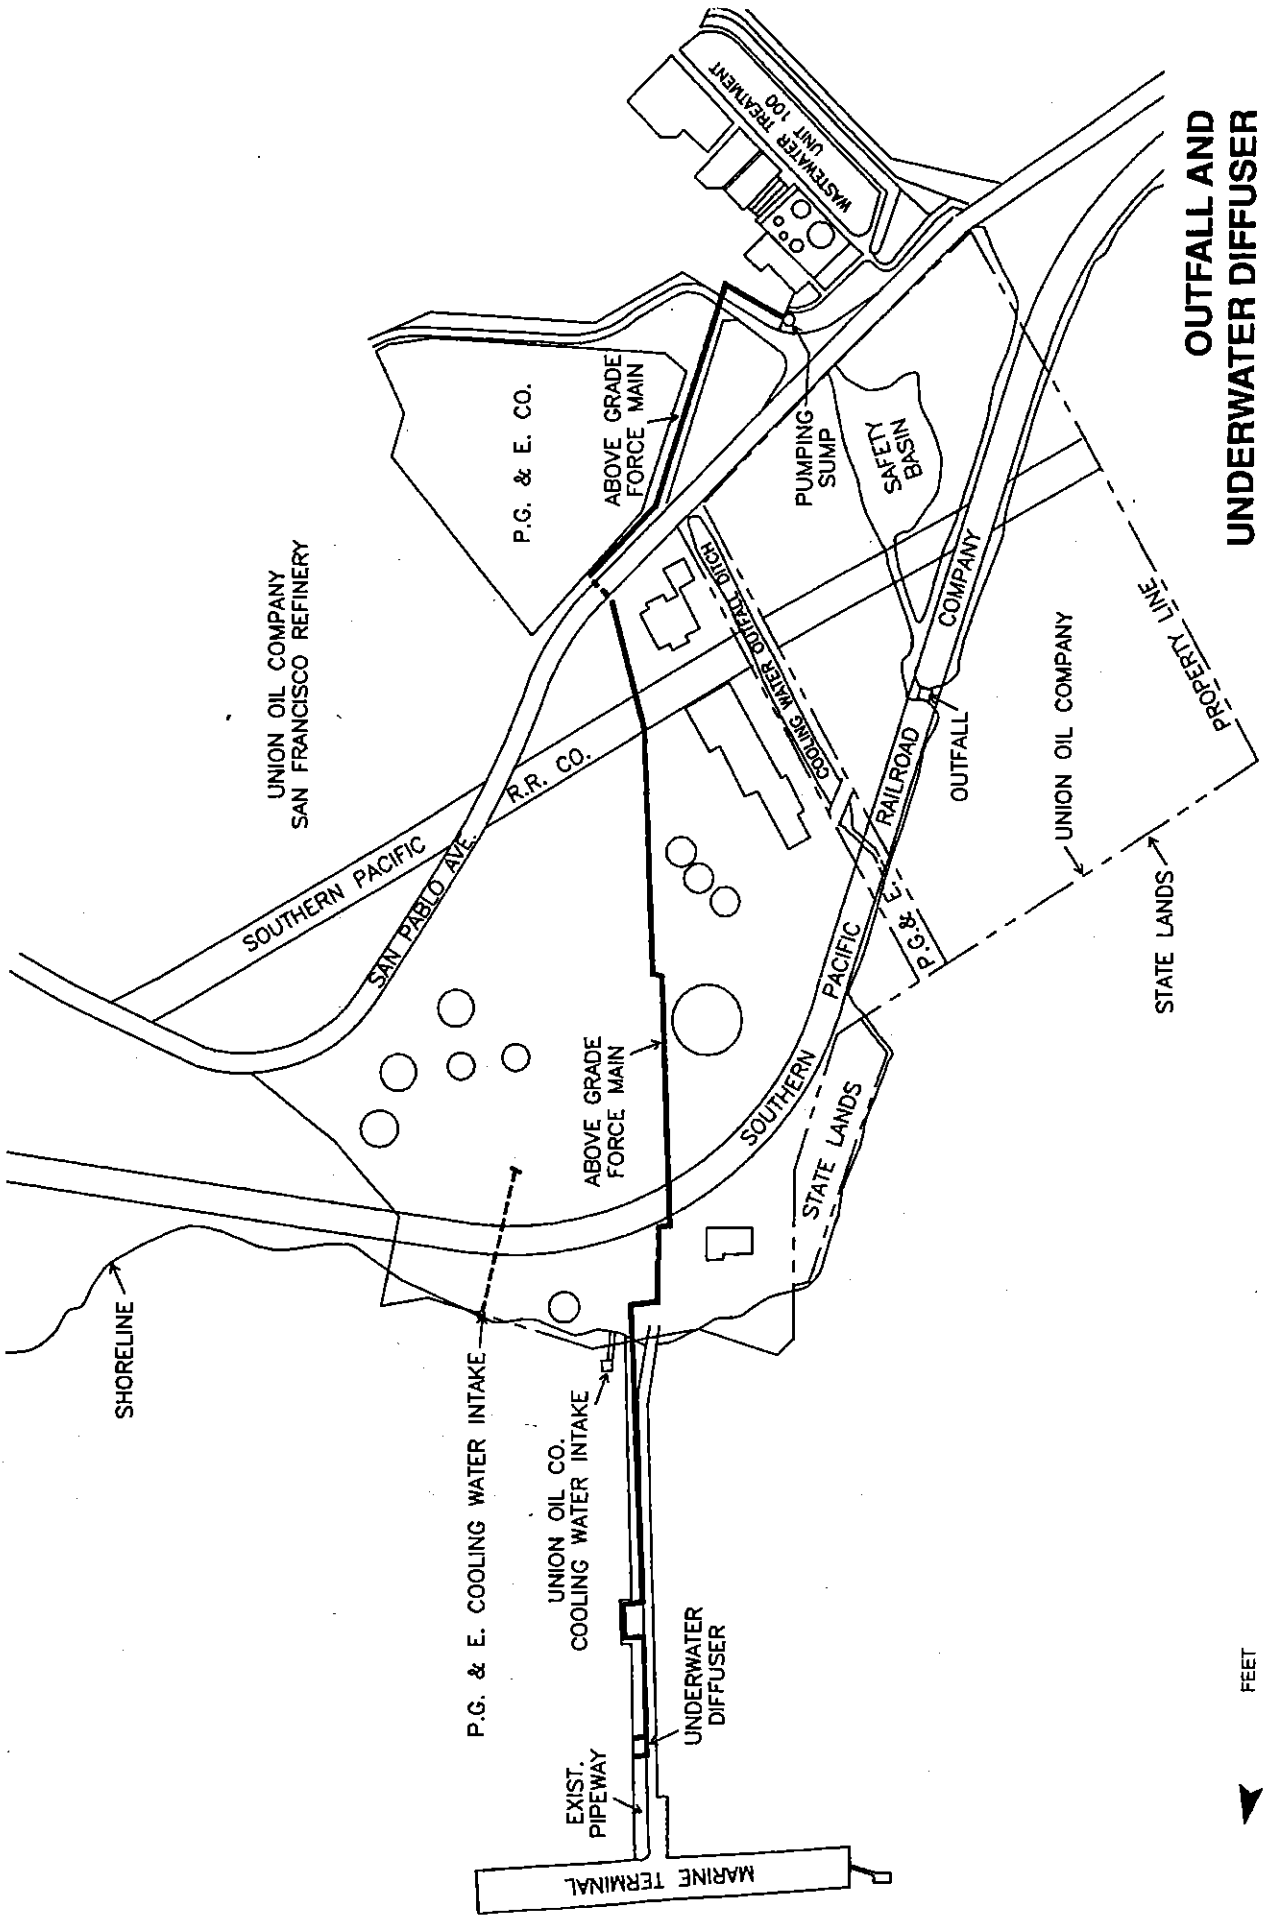 OUTFALL AND
UNDERWATER DIFFUSER
WASTEWATER TREATMENT
UNIT 100
P.G. & E. CO.
ABOVE GRADE
FORCE MAIN
PUMPING
SUMP
SAFETY
BASIN
UNION OIL COMPANY
SAN FRANCISCO REFINERY
COOLING WATER OUTFALL DITCH
SOUTHERN PACIFIC
R.R. CO.
SAN PABLO AVE.
SOUTHERN
PACIFIC
RAILROAD
COMPANY
OUTFALL
PROPERTY LINE
UNION OIL COMPANY
STATE LANDS
P.G.& E.
ABOVE GRADE
FORCE MAIN
STATE LANDS
SHORELINE
P.G. & E. COOLING WATER INTAKE
UNION OIL CO.
COOLING WATER INTAKE
UNDERWATER
DIFFUSER
EXIST.
PIPEWAY
MARINE TERMINAL
FEET